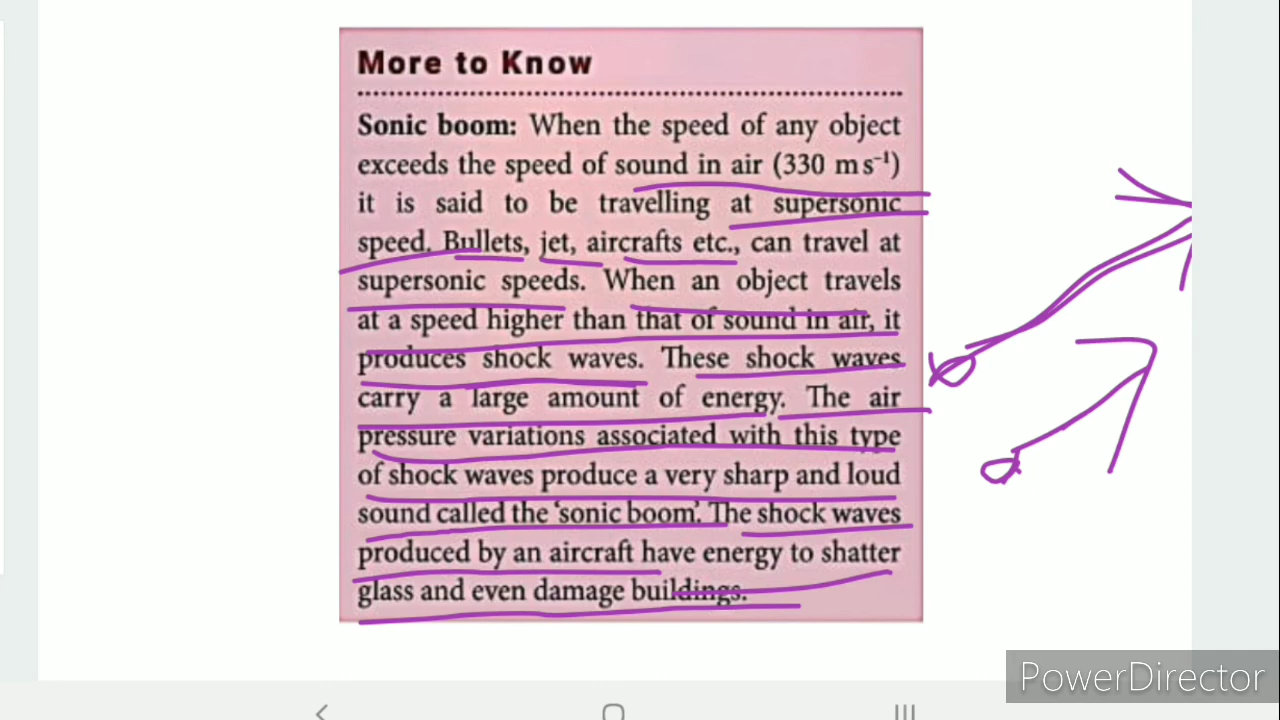 More to Know
Sonic boom: When the speed of any object
exceeds the speed of sound in air (330 m s⁻¹)
it is said to be travelling at supersonic
speed. Bullets, jet, aircrafts etc., can travel at
supersonic speeds. When an object travels
at a speed higher than that of sound in air, it
produces shock waves. These shock waves
carry a large amount of energy. The air
pressure variations associated with this type
of shock waves produce a very sharp and loud
sound called the ‘sonic boom’. The shock waves
produced by an aircraft have energy to shatter
glass and even damage buildings.
PowerDirector